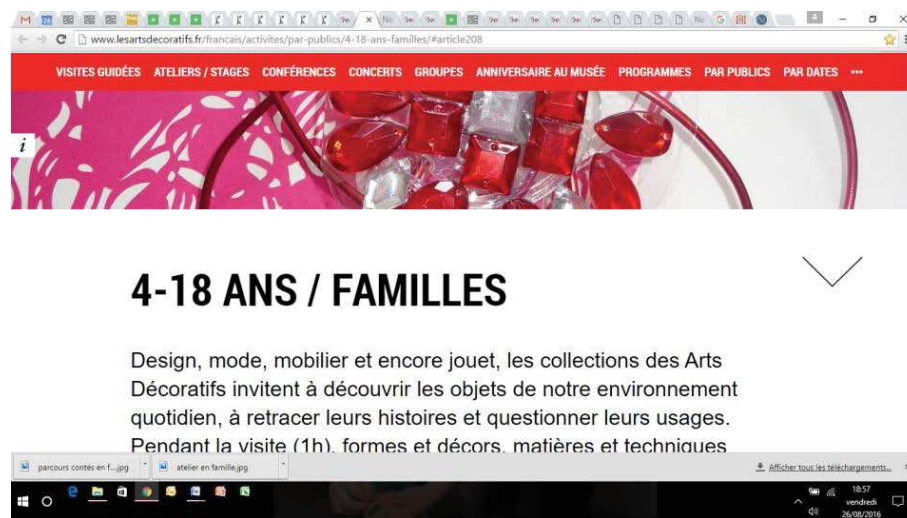 www.lesartsdecoratifs.fr/francais/activites/par-publics/4-18-ans-familles/#article208
VISITES GUIDÉES ATELIERS / STAGES CONFÉRENCES CONCERTS GROUPES ANNIVERSAIRE AU MUSÉE PROGRAMMES PAR PUBLICS PAR DATES •••
i
4-18 ANS / FAMILLES
Design, mode, mobilier et encore jouet, les collections des Arts
Décoratifs invitent à découvrir les objets de notre environnement
quotidien, à retracer leurs histoires et questionner leurs usages.
Pendant la visite (1h), formes et décors, matières et techniques
parcours contés en f....jpg atelier en famille.jpg Afficher tous les téléchargements...
18:57
vendredi
26/08/2016